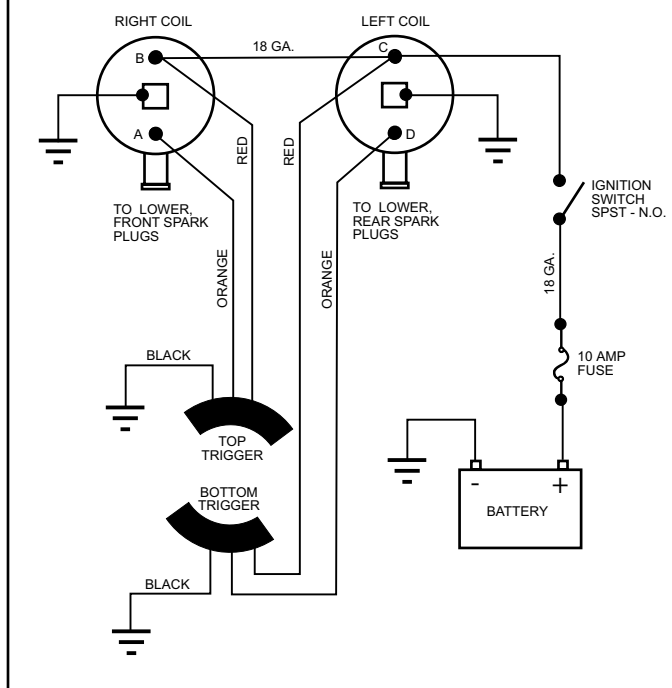 RIGHT COIL
LEFT COIL
18 GA.
B
C
A
D
RED
RED
TO LOWER,
FRONT SPARK
PLUGS
TO LOWER,
REAR SPARK
PLUGS
IGNITION
SWITCH
SPST - N.O.
ORANGE
ORANGE
18 GA.
10 AMP
FUSE
BLACK
TOP
TRIGGER
BOTTOM
TRIGGER
- +
BATTERY
BLACK